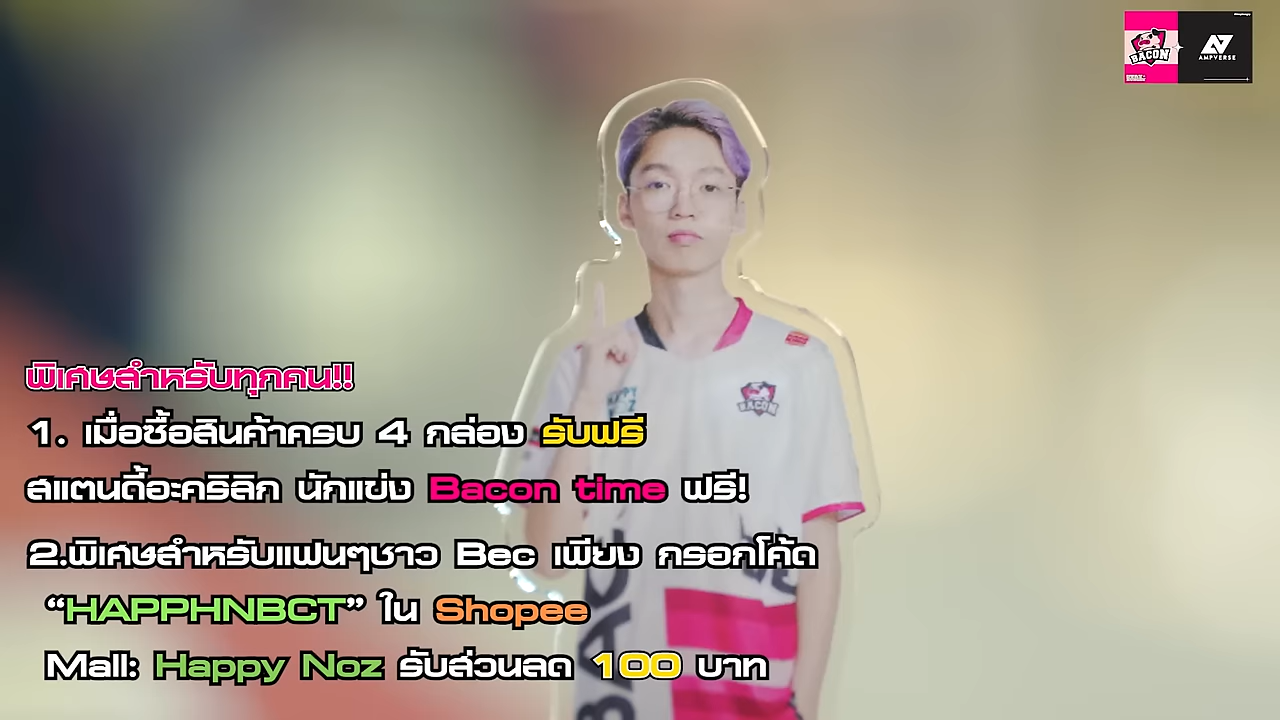 BACON
AMPVERSE
พิเศษสำหรับทุกคน!!
1. เมื่อซื้อสินค้าครบ 4 กล่อง รับฟรี
สแตนดี้อะคริลิก นักแข่ง Bacon time ฟรี!
2.พิเศษสำหรับแฟนๆชาว Bec เพียง กรอกโค้ด
“HAPPHNBCT” ใน Shopee
Mall: Happy Noz รับส่วนลด 100 บาท
BACON